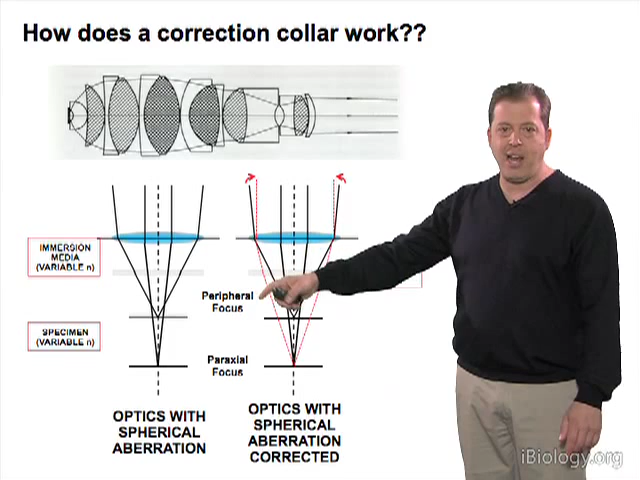 How does a correction collar work??
IMMERSION
MEDIA
(VARIABLE n)
Peripheral
Focus
SPECIMEN
(VARIABLE n)
Paraxial
Focus
OPTICS WITH
SPHERICAL
ABERRATION
OPTICS WITH
SPHERICAL
ABERRATION
CORRECTED
iBiology.org